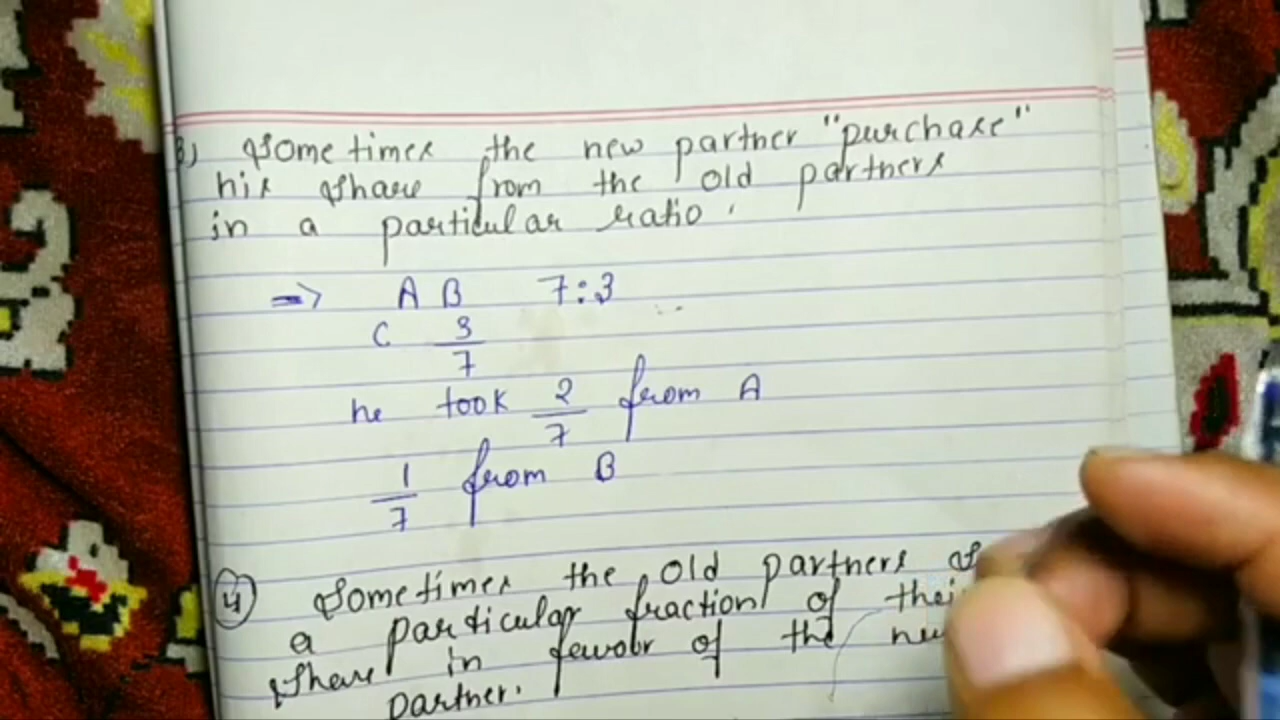 3) Sometimes the new partner "purchase"
his share from the old partners
in a particular ratio.
=> A B 7:3
C 3/7
he took 2/7 from A
1/7 from B
4 Sometimes the old partners
a particular fraction of
share in fewobr of the
partner.